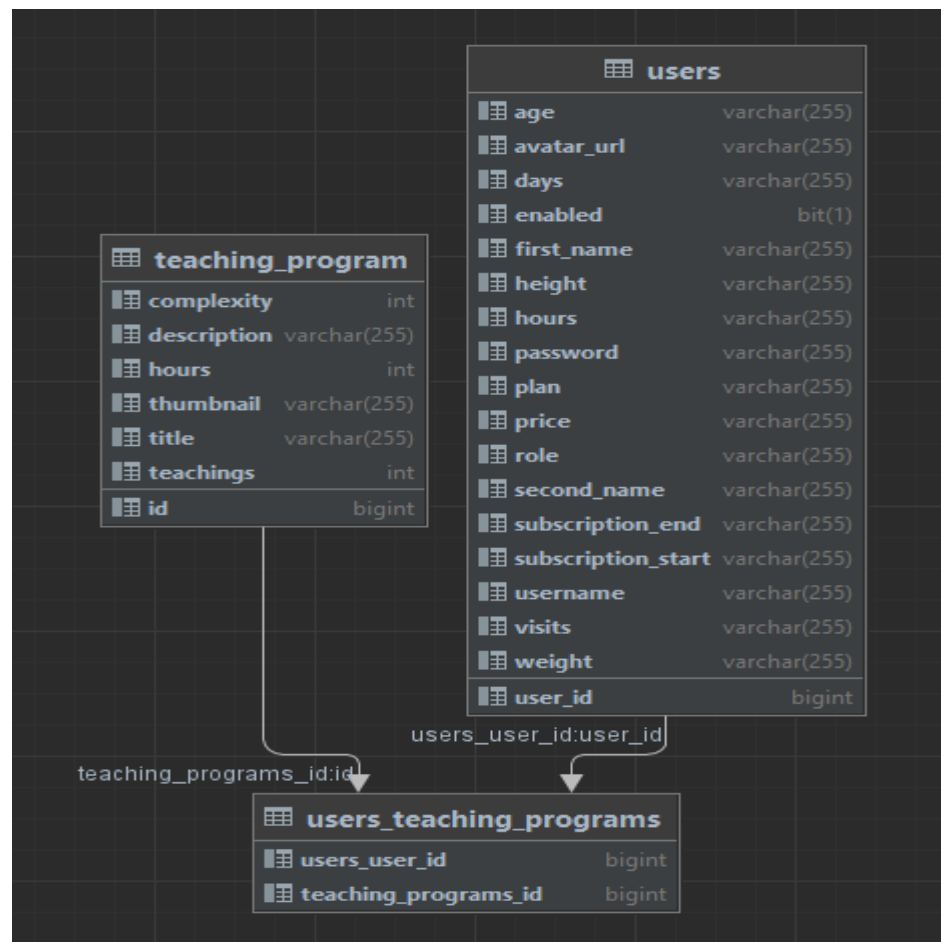 users
age varchar(255)
avatar_url varchar(255)
days varchar(255)
enabled bit(1)
first_name varchar(255)
height varchar(255)
hours varchar(255)
password varchar(255)
plan varchar(255)
price varchar(255)
role varchar(255)
second_name varchar(255)
subscription_end varchar(255)
subscription_start varchar(255)
username varchar(255)
visits varchar(255)
weight varchar(255)
user_id bigint
teaching_program
complexity int
description varchar(255)
hours int
thumbnail varchar(255)
title varchar(255)
teachings int
id bigint
users_user_id:user_id
teaching_programs_id:id
users_teaching_programs
users_user_id bigint
teaching_programs_id bigint